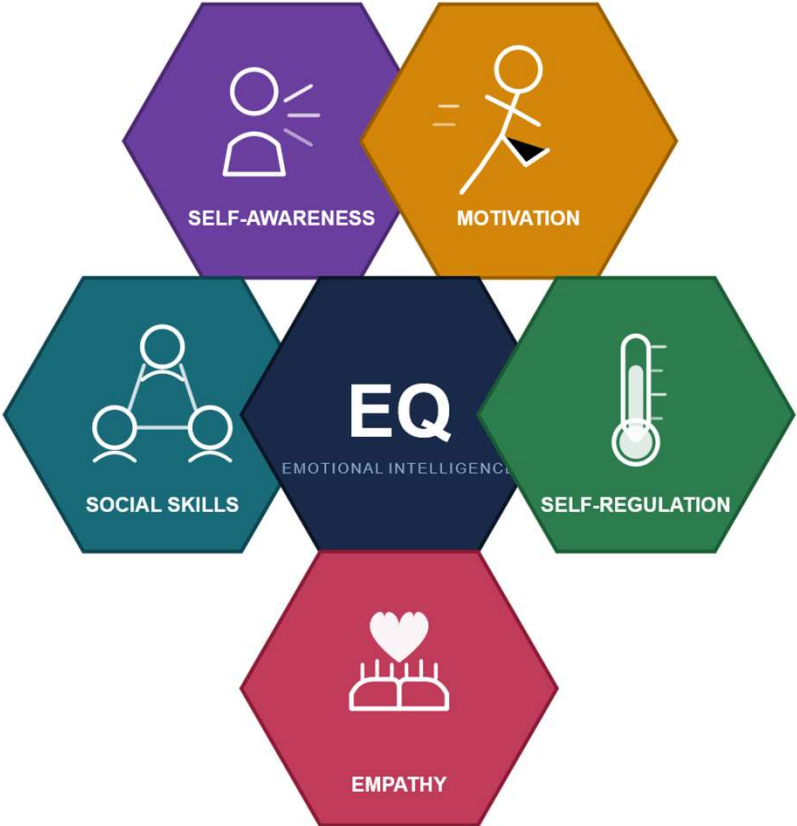 SELF-AWARENESS
MOTIVATION
EQ
EMOTIONAL INTELLIGENCE
SOCIAL SKILLS
SELF-REGULATION
EMPATHY